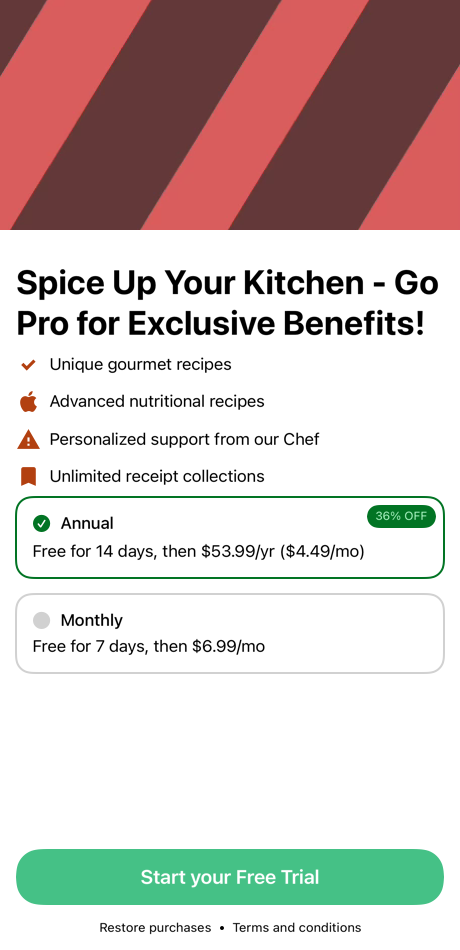 Spice Up Your Kitchen - Go
Pro for Exclusive Benefits!
Unique gourmet recipes
Advanced nutritional recipes
Personalized support from our Chef
Unlimited receipt collections
Annual
36% OFF
Free for 14 days, then $53.99/yr ($4.49/mo)
Monthly
Free for 7 days, then $6.99/mo
Start your Free Trial
Restore purchases • Terms and conditions